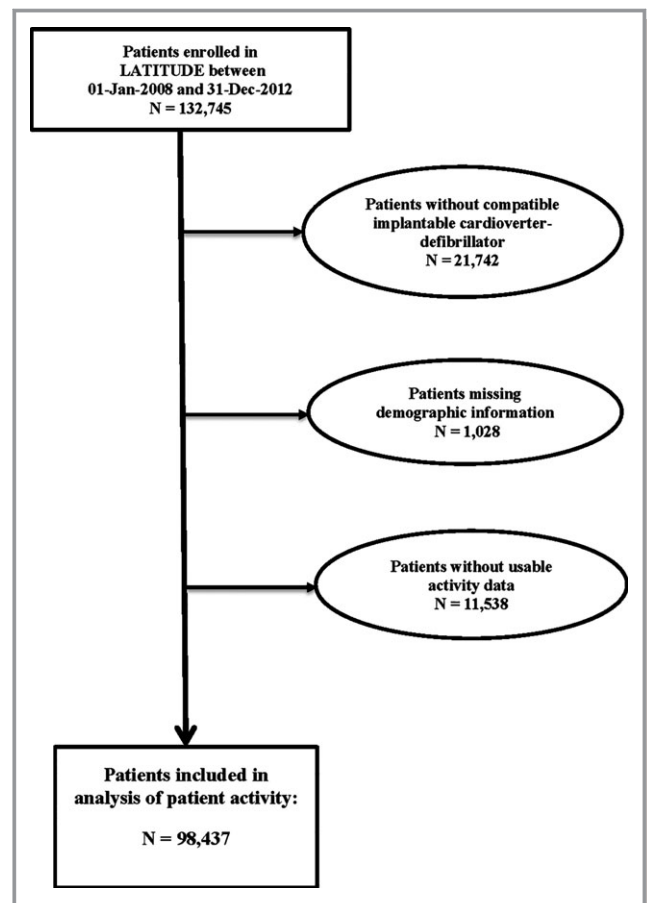 Patients enrolled in
LATITUDE between
01-Jan-2008 and 31-Dec-2012
N = 132,745
Patients without compatible
implantable cardioverter-
defibrillator
N = 21,742
Patients missing
demographic information
N = 1,028
Patients without usable
activity data
N = 11,538
Patients included in
analysis of patient activity:
N = 98,437